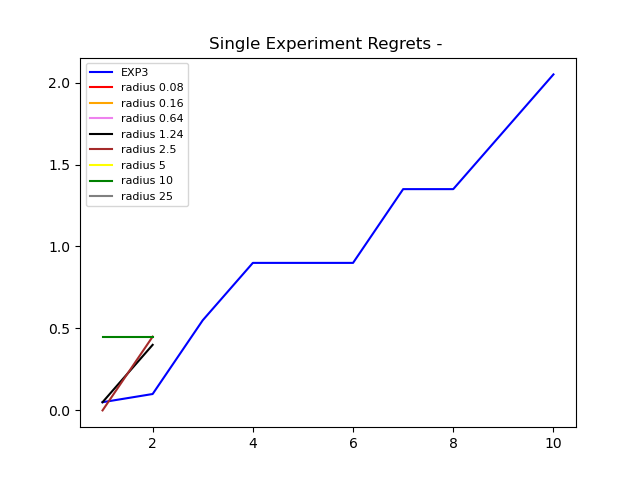 Single Experiment Regrets -
EXP3
radius 0.08
radius 0.16
radius 0.64
radius 1.24
radius 2.5
radius 5
radius 10
radius 25
2.0
1.5
1.0
0.5
0.0
2 4 6 8 10